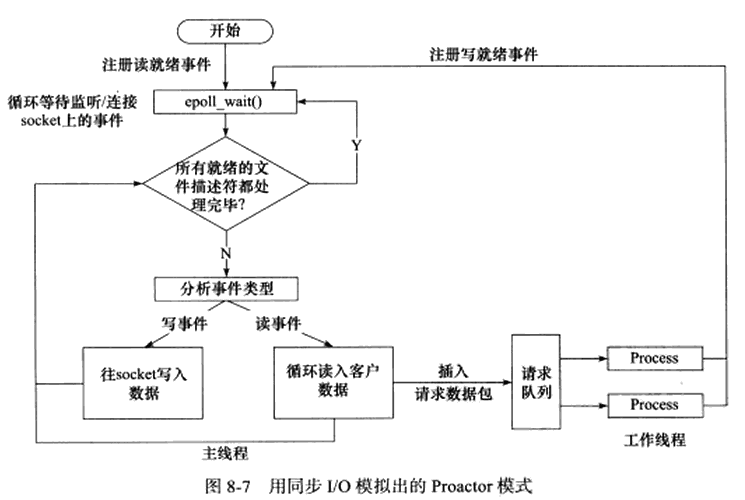 开始
注册读就绪事件
注册写就绪事件
循环等待监听/连接
socket上的事件
epoll_wait()
Y
所有就绪的文
件描述符都处
理完毕?
N
分析事件类型
写事件
读事件
往socket写入
数据
循环读入客户
数据
插入
请求数据包
请求
队列
Process
Process
主线程
工作线程
图 8-7 用同步 I/O 模拟出的 Proactor 模式